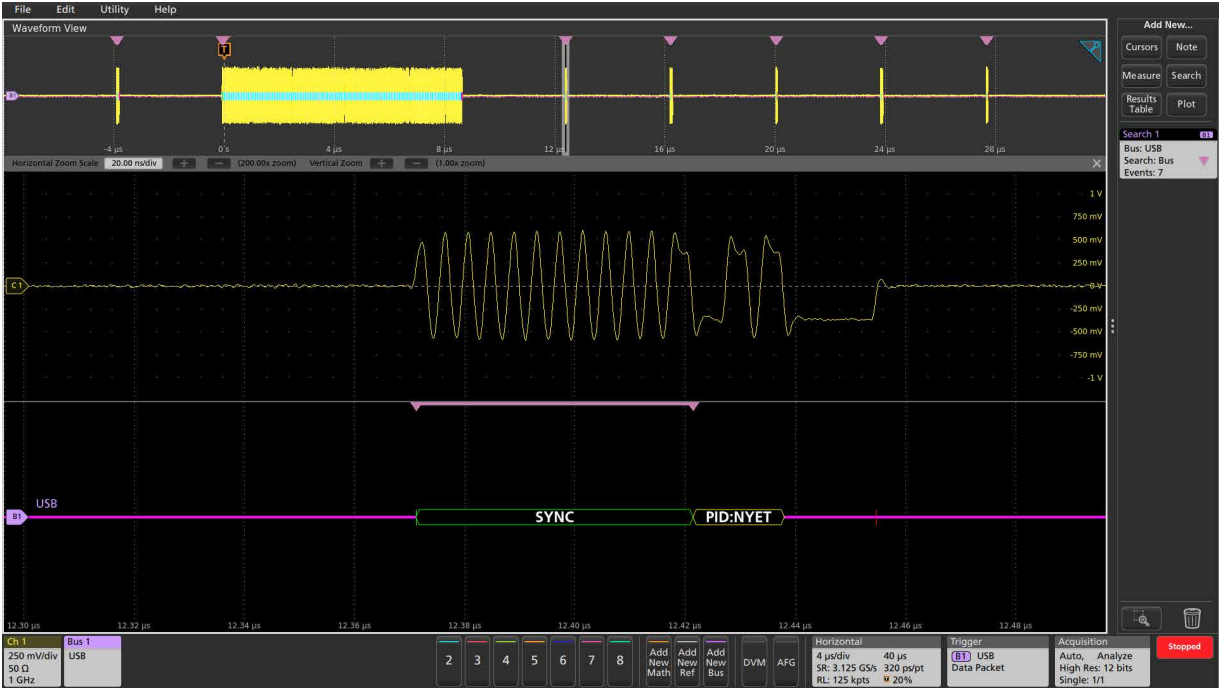 File Edit Utility Help
Waveform View
Add New...
Cursors Note
Measure Search
Results Table Plot
T
B1
-4 µs 0 s 4 µs 8 µs 12 µs 16 µs 20 µs 24 µs 28 µs
Search 1 B1
Bus: USB
Search: Bus
Events: 7
Horizontal Zoom Scale 20.00 ns/div + - (200.00x zoom) Vertical Zoom + - (1.00x zoom) X
1 V
750 mV
500 mV
250 mV
C1
0 V
-250 mV
-500 mV
-750 mV
-1 V
USB
B1 SYNC PID:NYET
12.30 µs 12.32 µs 12.34 µs 12.36 µs 12.38 µs 12.40 µs 12.42 µs 12.44 µs 12.46 µs 12.48 µs
Ch 1
250 mV/div
50 Ω
1 GHz
Bus 1
USB
2 3 4 5 6 7 8
Add New Math
Add New Ref
Add New Bus
DVM AFG
Horizontal
4 µs/div 40 µs
SR: 3.125 GS/s 320 ps/pt
RL: 125 kpts 20%
Trigger
B1 USB
Data Packet
Acquisition
Auto, Analyze
High Res: 12 bits
Single: 1/1
Stopped